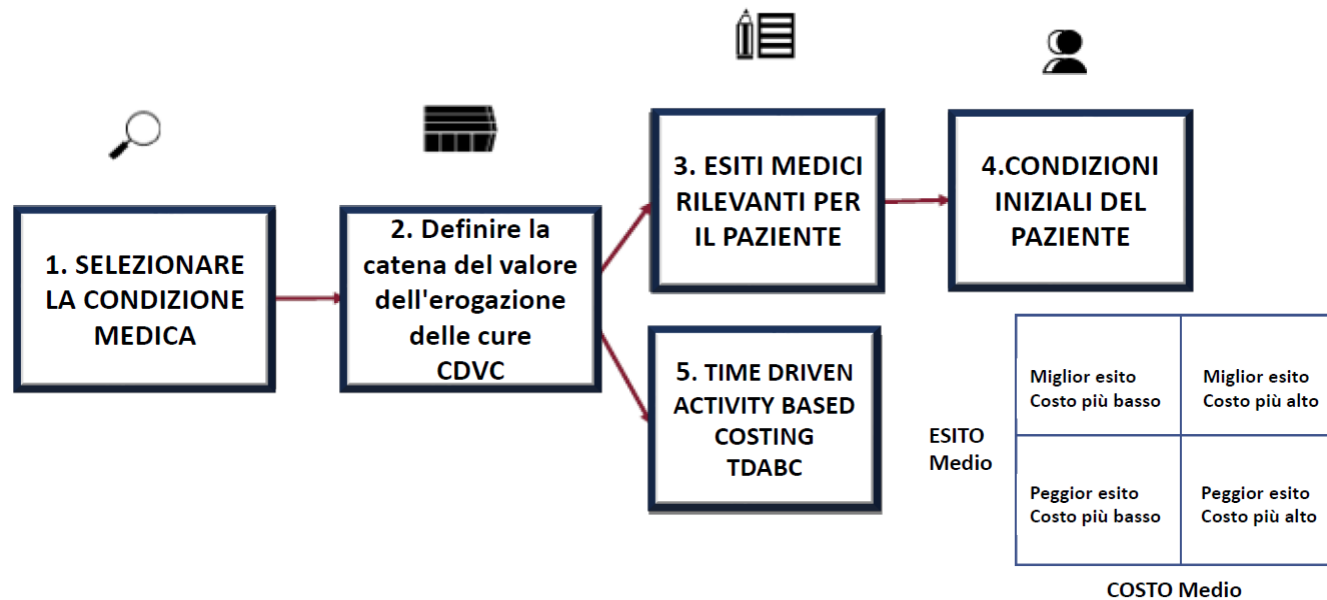 1. SELEZIONARE
LA CONDIZIONE
MEDICA
2. Definire la
catena del valore
dell'erogazione
delle cure
CDVC
3. ESITI MEDICI
RILEVANTI PER
IL PAZIENTE
4.CONDIZIONI
INIZIALI DEL
PAZIENTE
5. TIME DRIVEN
ACTIVITY BASED
COSTING
TDABC
ESITO
Medio
Miglior esito
Costo più basso
Miglior esito
Costo più alto
Peggior esito
Costo più basso
Peggior esito
Costo più alto
COSTO Medio